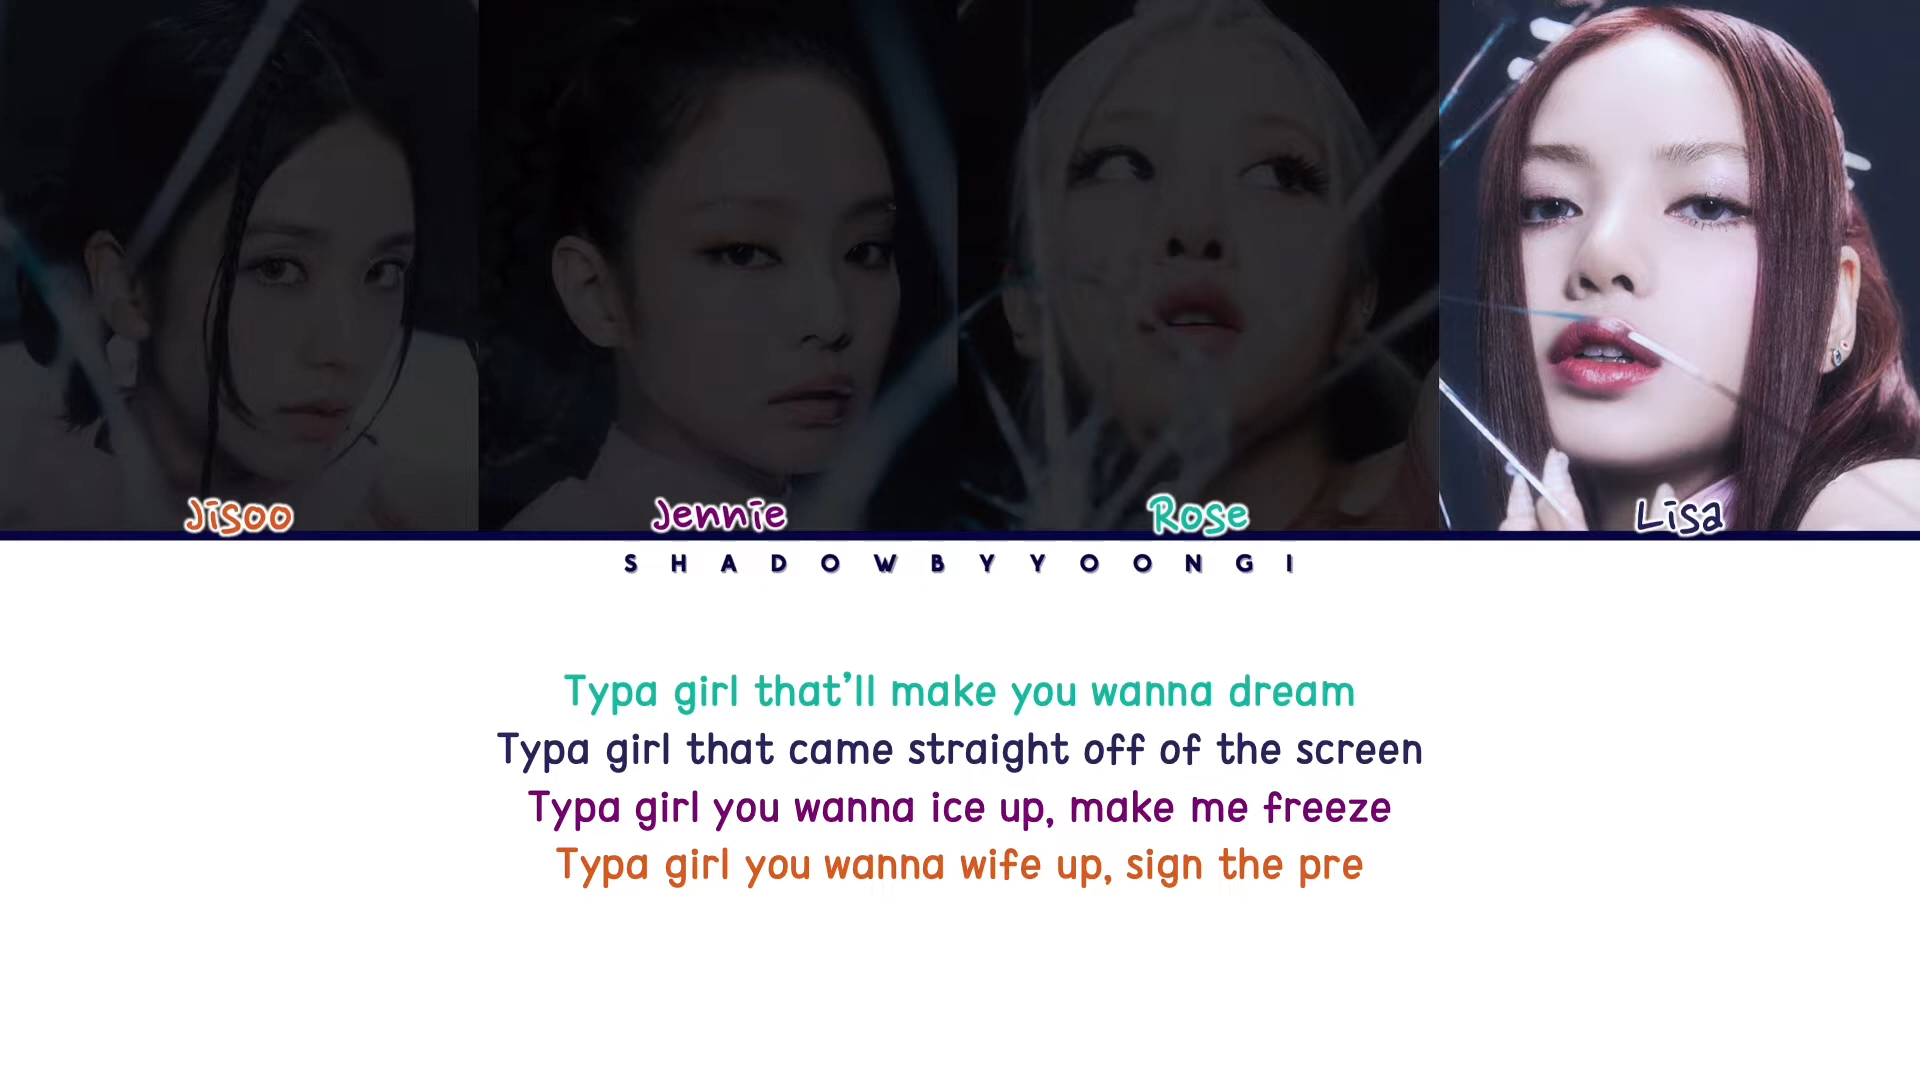 Jisoo Jennie Rose Lisa
SHADOWBYYOONGI
Typa girl that'll make you wanna dream
Typa girl that came straight off of the screen
Typa girl you wanna ice up, make me freeze
Typa girl you wanna wife up, sign the pre